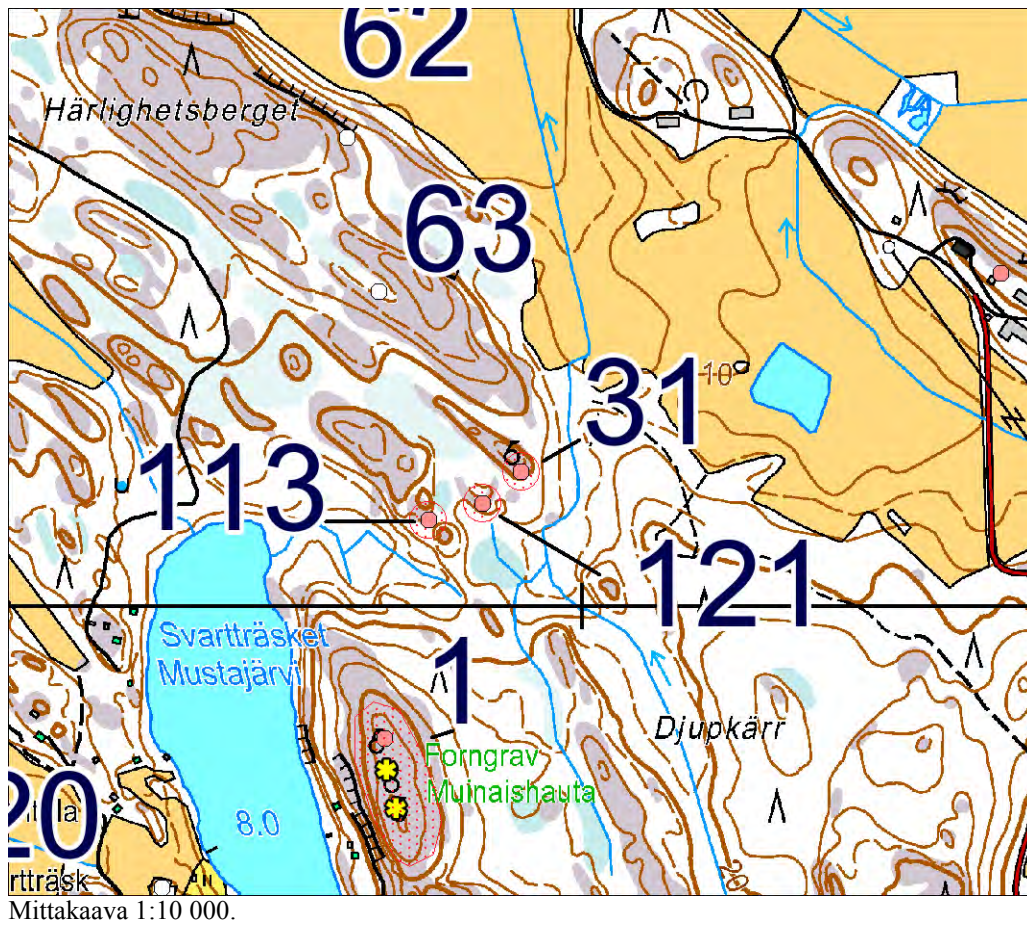 62
Härlighetsberget
63
31
10
113
121
Svartträsket
Mustajärvi
1
Djupkärr
Forngrav
Muinaishauta
20
8.0
rtträsk
20
Mittakaava 1:10 000.